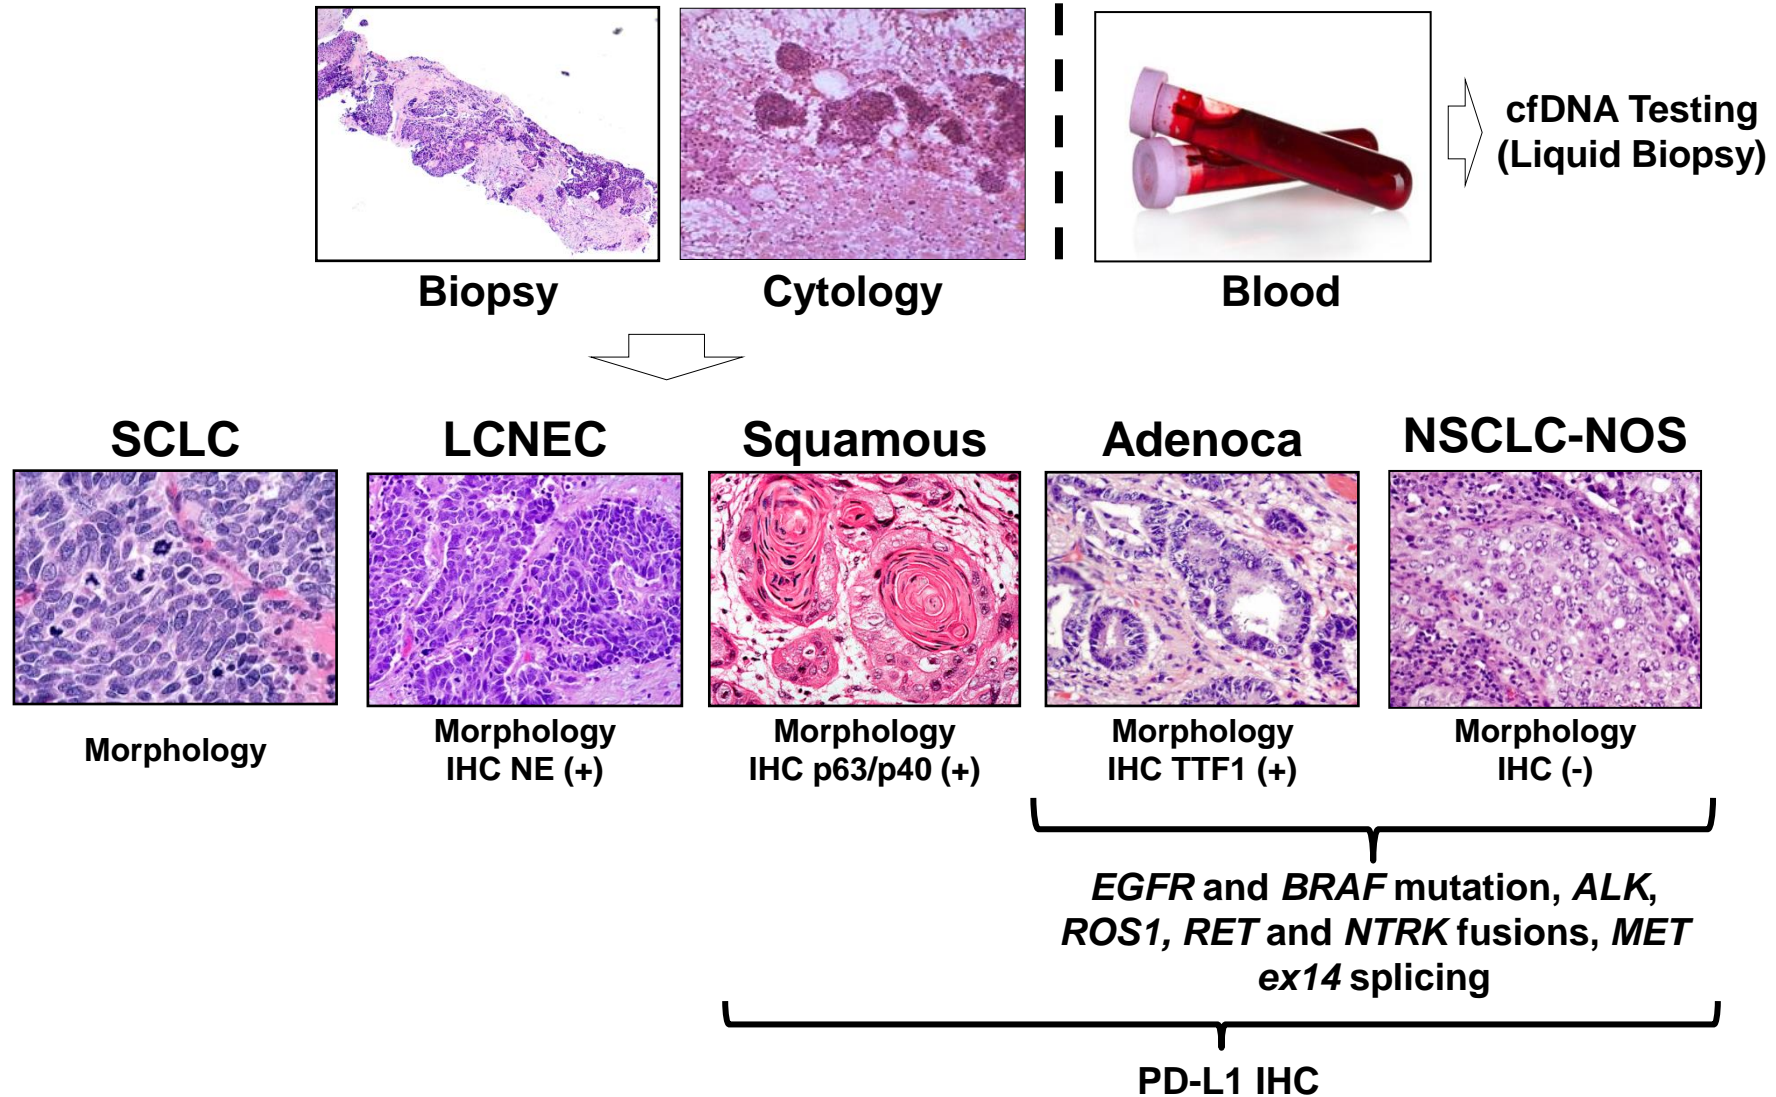 Biopsy
Cytology
Blood
cfDNA Testing
(Liquid Biopsy)
SCLC
LCNEC
Squamous
Adenoca
NSCLC-NOS
Morphology
Morphology
IHC NE (+)
Morphology
IHC p63/p40 (+)
Morphology
IHC TTF1 (+)
Morphology
IHC (-)
EGFR and BRAF mutation, ALK,
ROS1, RET and NTRK fusions, MET
ex14 splicing
PD-L1 IHC